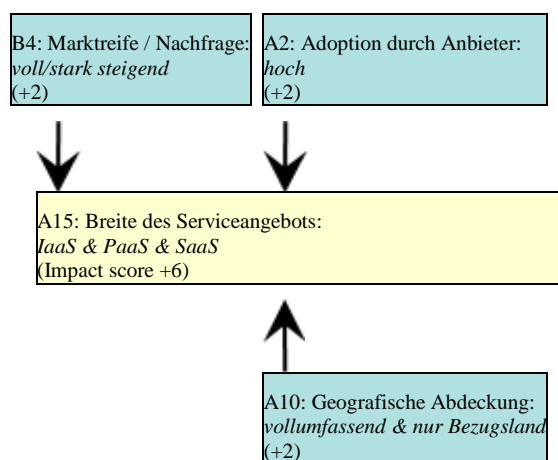 B4: Marktreife / Nachfrage:
voll/stark steigend
(+2)
A2: Adoption durch Anbieter:
hoch
(+2)
A15: Breite des Serviceangebots:
IaaS & PaaS & SaaS
(Impact score +6)
A10: Geografische Abdeckung:
vollumfassend & nur Bezugsland
(+2)